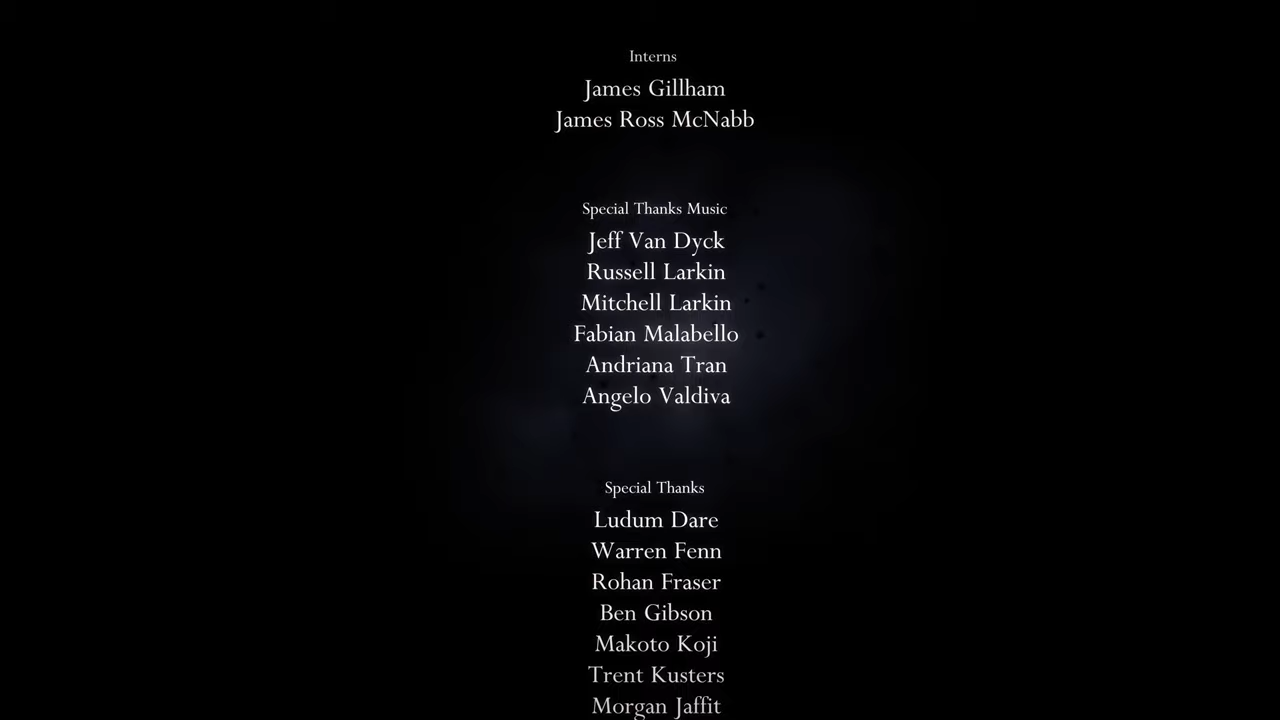 Interns
James Gillham
James Ross McNabb
Special Thanks Music
Jeff Van Dyck
Russell Larkin
Mitchell Larkin
Fabian Malabello
Andriana Tran
Angelo Valdiva
Special Thanks
Ludum Dare
Warren Fenn
Rohan Fraser
Ben Gibson
Makoto Koji
Trent Kusters
Morgan Jaffit